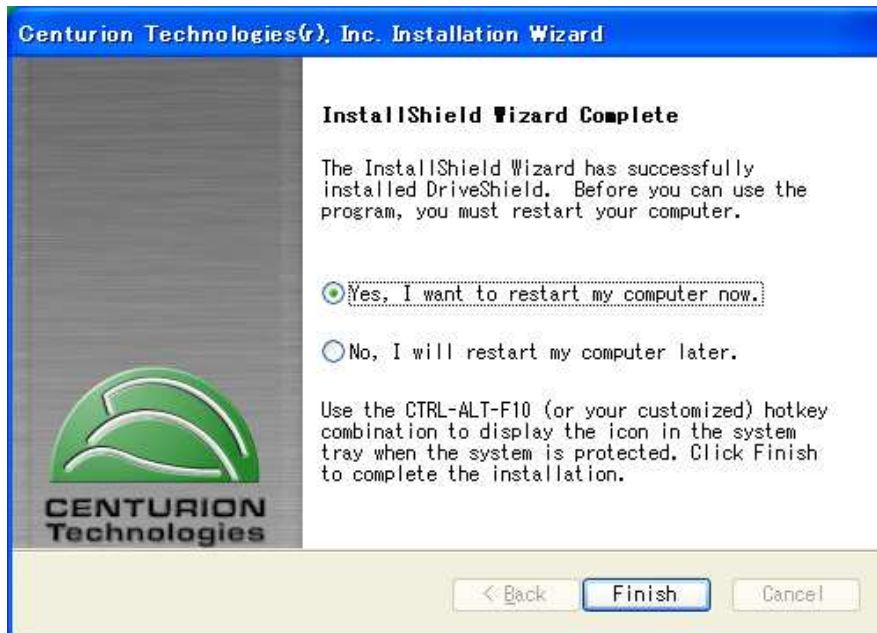 Centurion Technologies(r), Inc. Installation Wizard
InstallShield Wizard Complete
The InstallShield Wizard has successfully
installed DriveShield.  Before you can use the
program, you must restart your computer.
Yes, I want to restart my computer now.
No, I will restart my computer later.
Use the CTRL-ALT-F10 (or your customized) hotkey
combination to display the icon in the system
tray when the system is protected. Click Finish
to complete the installation.
CENTURION
Technologies
< Back Finish Cancel